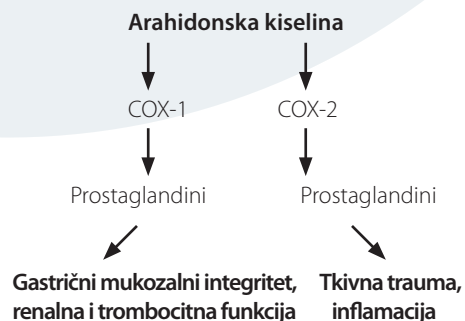 Arahidonska kiselina
COX-1 COX-2
Prostaglandini Prostaglandini
Gastrični mukozalni integritet,
renalna i trombocitna funkcija
Tkivna trauma,
inflamacija